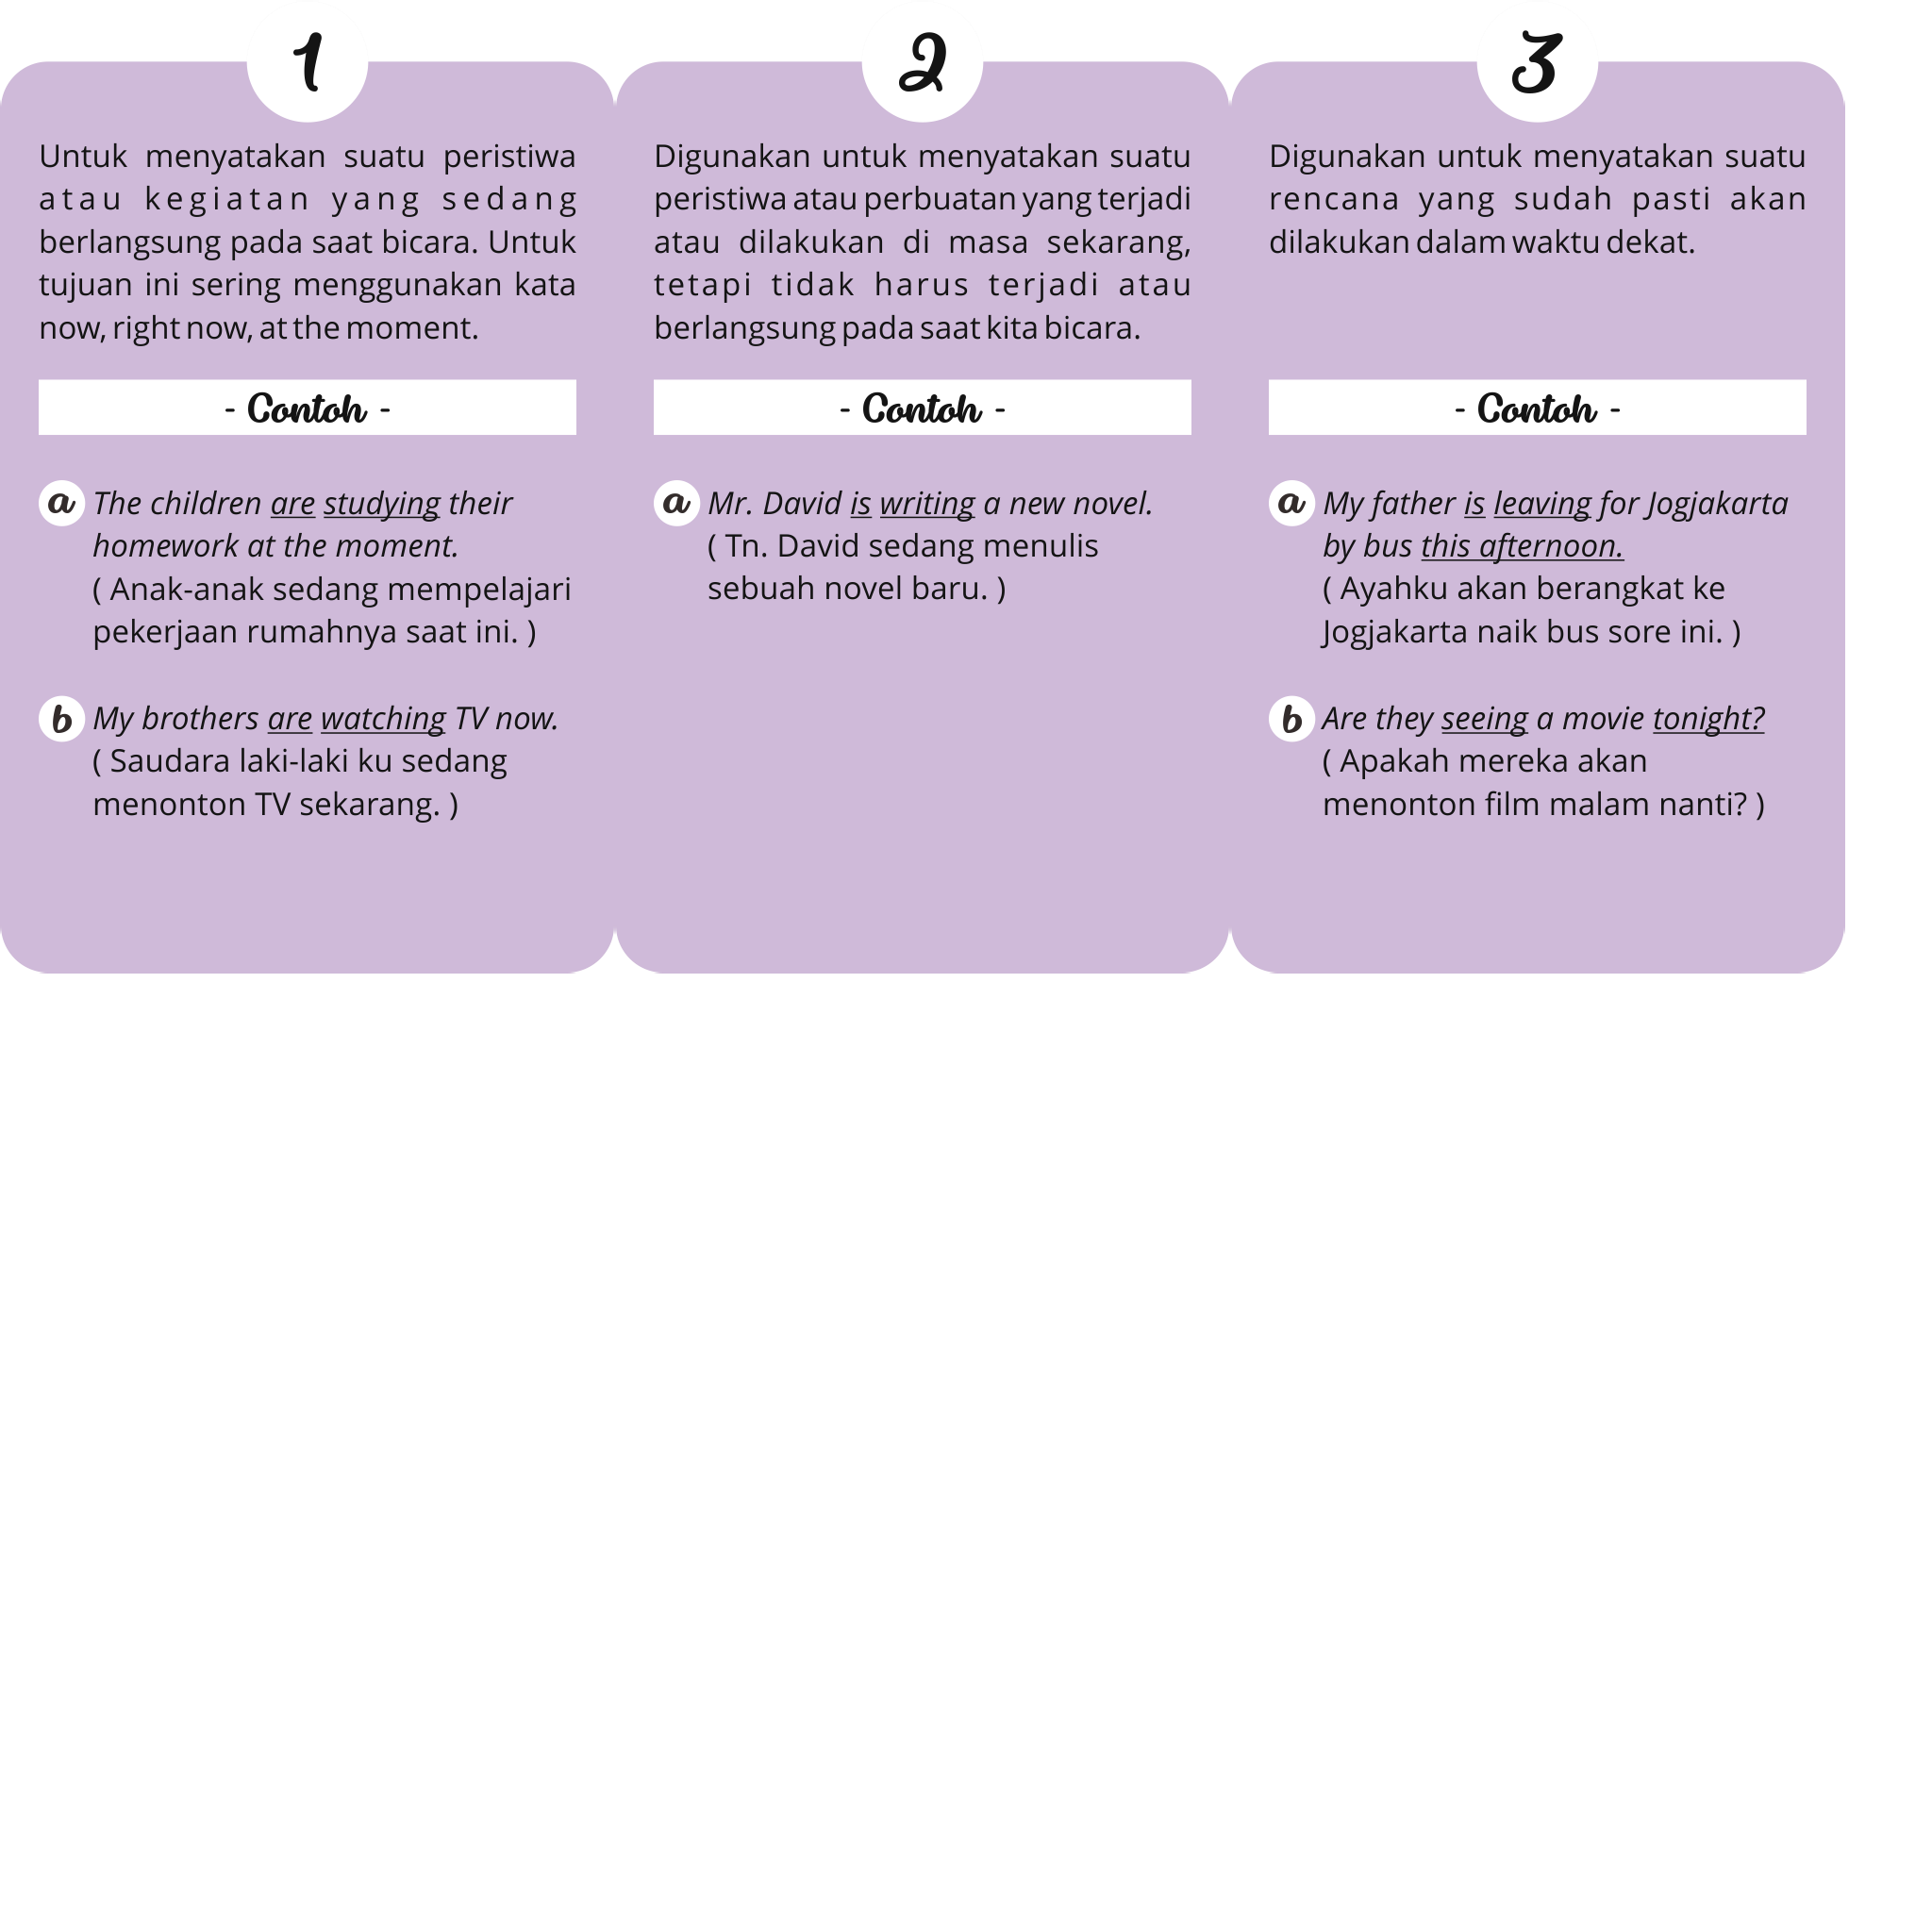 1
Untuk menyatakan suatu peristiwa
atau kegiatan yang sedang
berlangsung pada saat bicara. Untuk
tujuan ini sering menggunakan kata
now, right now, at the moment.
- Contoh -
a The children are studying their
homework at the moment.
( Anak-anak sedang mempelajari
pekerjaan rumahnya saat ini. )
b My brothers are watching TV now.
( Saudara laki-laki ku sedang
menonton TV sekarang. )
2
Digunakan untuk menyatakan suatu
peristiwa atau perbuatan yang terjadi
atau dilakukan di masa sekarang,
tetapi tidak harus terjadi atau
berlangsung pada saat kita bicara.
- Contoh -
a Mr. David is writing a new novel.
( Tn. David sedang menulis
sebuah novel baru. )
3
Digunakan untuk menyatakan suatu
rencana yang sudah pasti akan
dilakukan dalam waktu dekat.
- Contoh -
a My father is leaving for Jogjakarta
by bus this afternoon.
( Ayahku akan berangkat ke
Jogjakarta naik bus sore ini. )
b Are they seeing a movie tonight?
( Apakah mereka akan
menonton film malam nanti? )